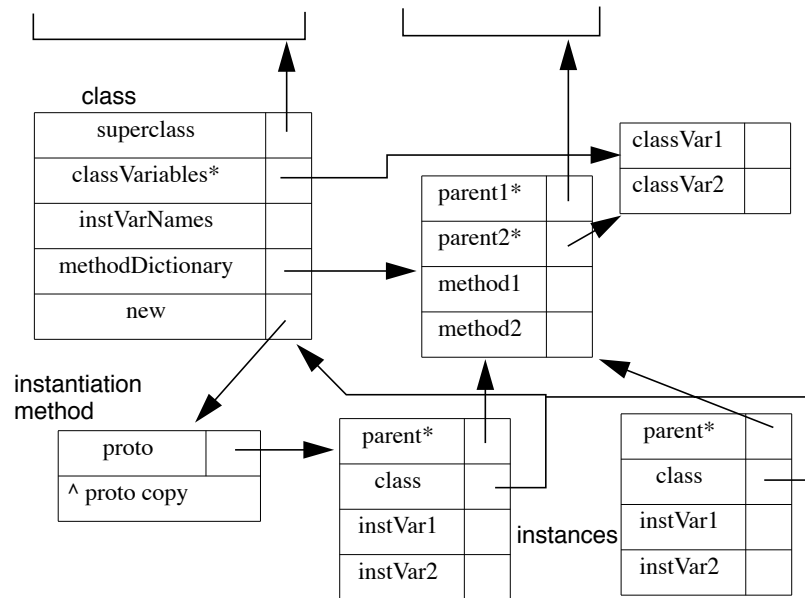 class
superclass
classVariables*
instVarNames
methodDictionary
new
classVar1
classVar2
parent1*
parent2*
method1
method2
instantiation
method
proto
^ proto copy
parent*
class
instVar1
instVar2
instances
parent*
class
instVar1
instVar2